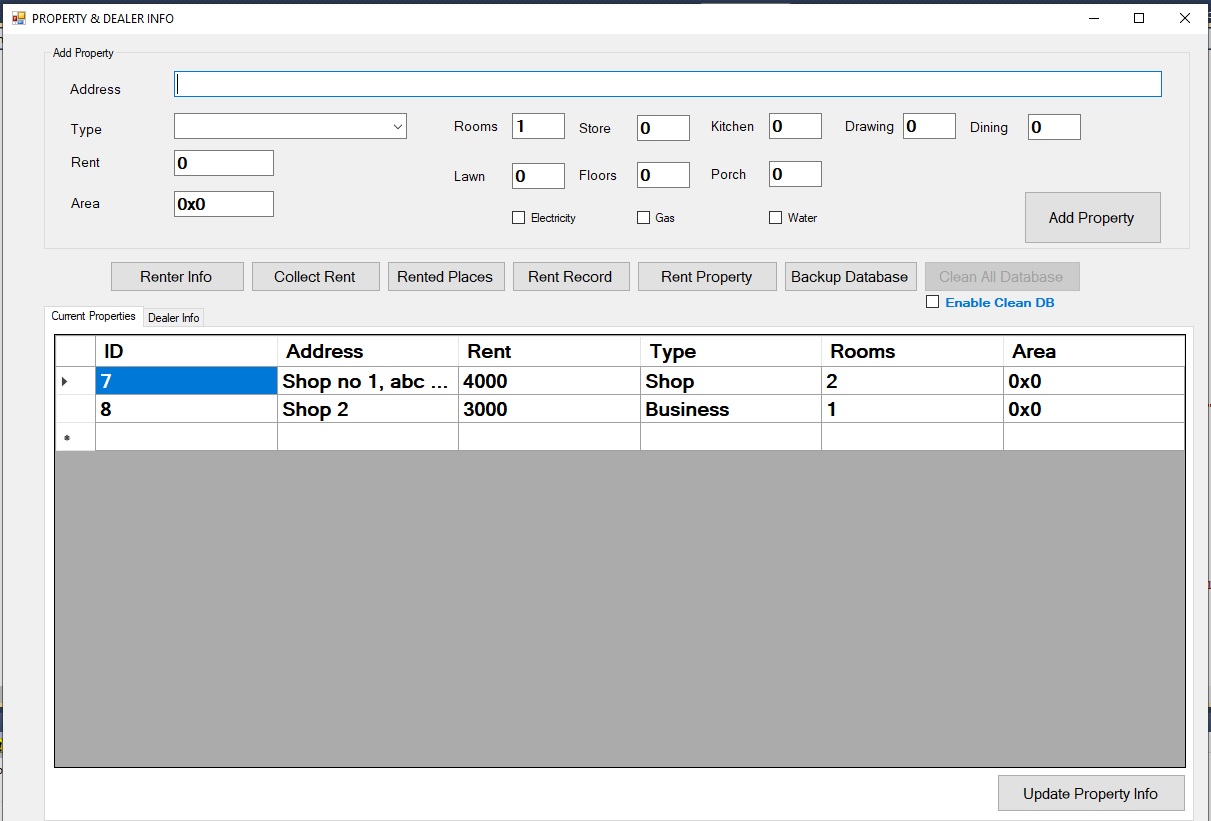 PROPERTY & DEALER INFO
Add Property
Address
Type Rooms 1 Store 0 Kitchen 0 Drawing 0 Dining 0
Rent 0
Lawn 0 Floors 0 Porch 0
Area 0x0
Electricity Gas Water
Add Property
Renter Info Collect Rent Rented Places Rent Record Rent Property Backup Database Clean All Database
Enable Clean DB
Current Properties Dealer Info
ID Address Rent Type Rooms Area
7 Shop no 1, abc ... 4000 Shop 2 0x0
8 Shop 2 3000 Business 1 0x0
Update Property Info